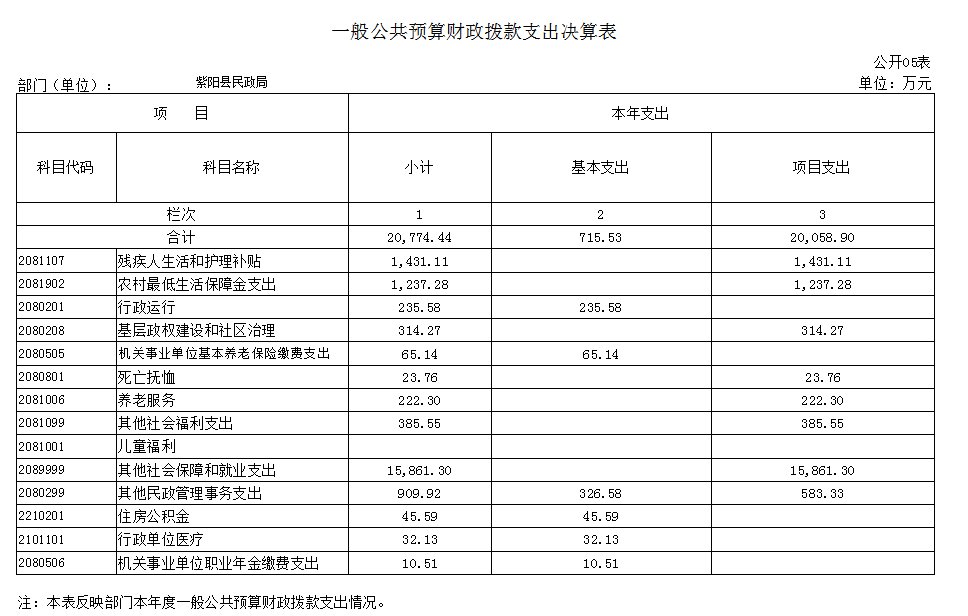 一般公共预算财政拨款支出决算表
公开05表
部门（单位）： 紫阳县民政局 单位：万元
项 目 本年支出
科目代码 科目名称 小计 基本支出 项目支出
栏次 1 2 3
合计 20,774.44 715.53 20,058.90
2081107 残疾人生活和护理补贴 1,431.11 1,431.11
2081902 农村最低生活保障金支出 1,237.28 1,237.28
2080201 行政运行 235.58 235.58
2080208 基层政权建设和社区治理 314.27 314.27
2080505 机关事业单位基本养老保险缴费支出 65.14 65.14
2080801 死亡抚恤 23.76 23.76
2081006 养老服务 222.30 222.30
2081099 其他社会福利支出 385.55 385.55
2081001 儿童福利
2089999 其他社会保障和就业支出 15,861.30 15,861.30
2080299 其他民政管理事务支出 909.92 326.58 583.33
2210201 住房公积金 45.59 45.59
2101101 行政单位医疗 32.13 32.13
2080506 机关事业单位职业年金缴费支出 10.51 10.51
注：本表反映部门本年度一般公共预算财政拨款支出情况。